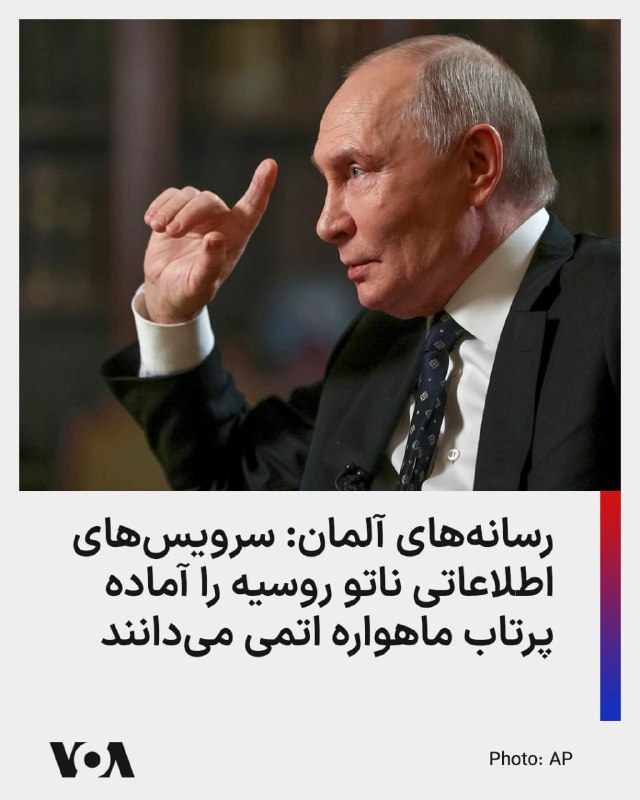 رسانه‌های آلمان: سرویس‌های
اطلاعاتی ناتو روسیه را آماده
پرتاب ماهواره اتمی می‌دانند
VOA
Photo: AP